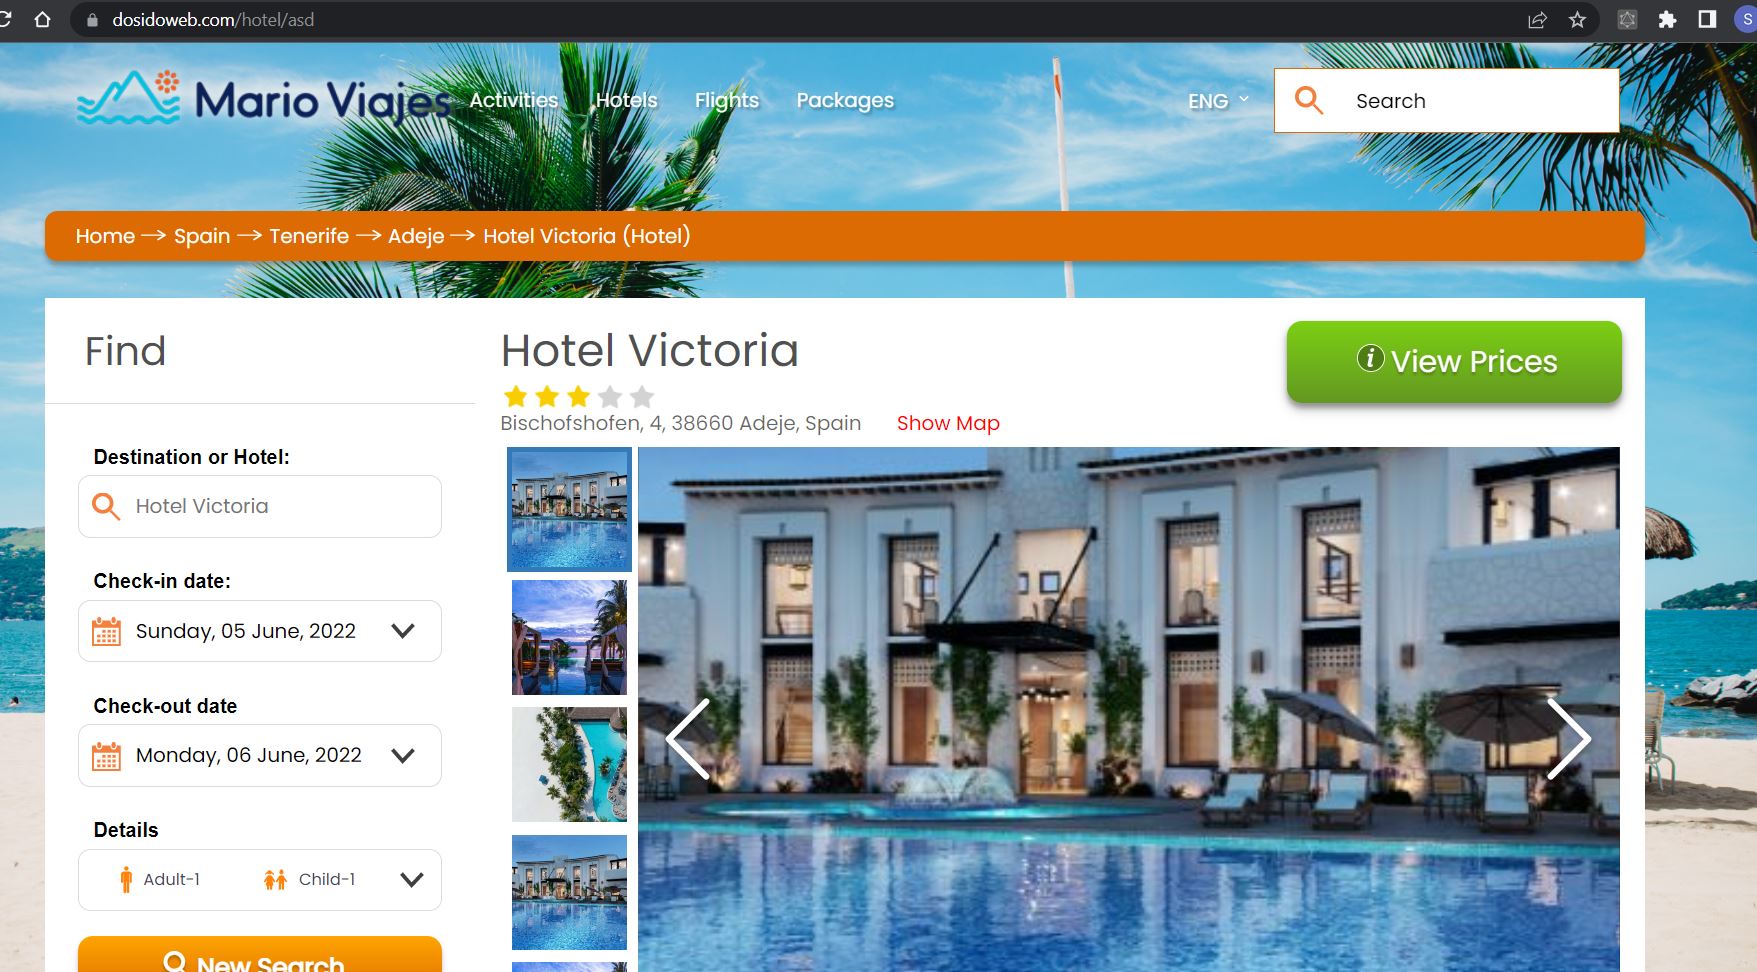 dosidoweb.com/hotel/asd
S
Mario Viajes
Activities Hotels Flights Packages
ENG
Search
Home → Spain → Tenerife → Adeje → Hotel Victoria (Hotel)
Find
Hotel Victoria
i View Prices
Bischofshofen, 4, 38660 Adeje, Spain Show Map
Destination or Hotel:
Hotel Victoria
Check-in date:
Sunday, 05 June, 2022
Check-out date
Monday, 06 June, 2022
Details
Adult-1 Child-1
New Search